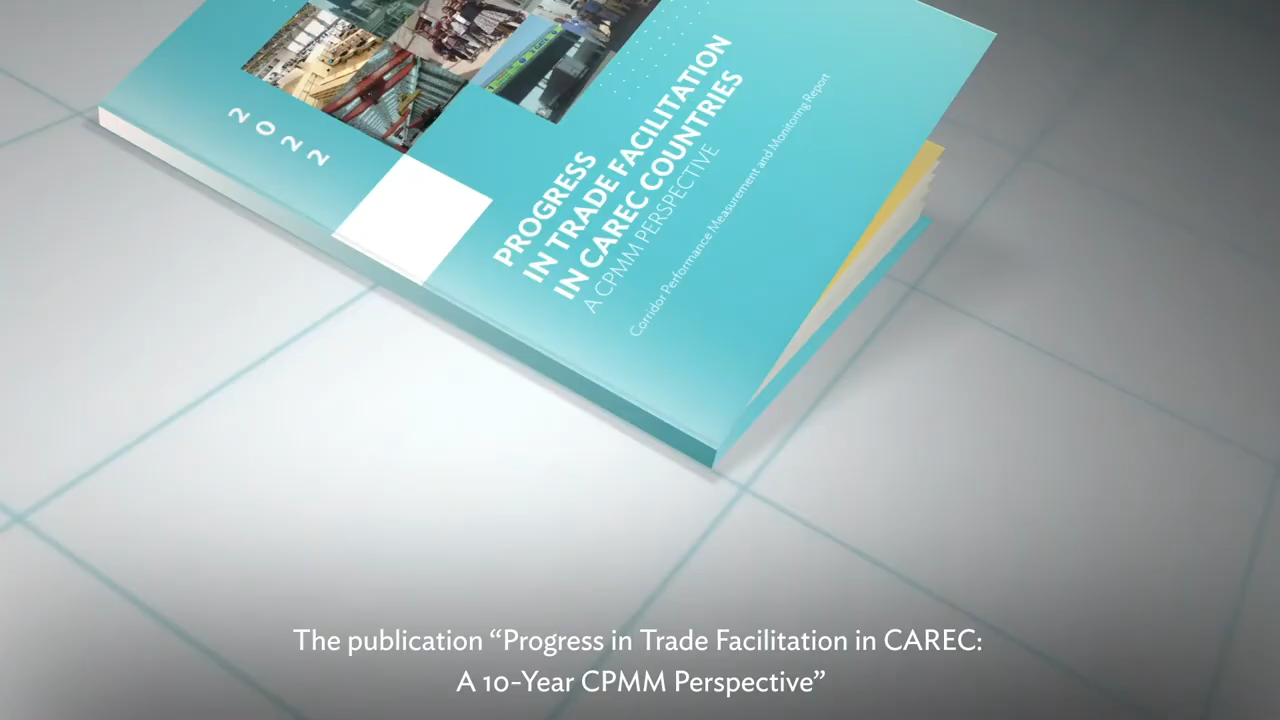 2022
PROGRESS
IN TRADE FACILITATION
IN CAREC COUNTRIES
A CPMM PERSPECTIVE
Corridor Performance Measurement and Monitoring Report
The publication “Progress in Trade Facilitation in CAREC:
A 10-Year CPMM Perspective”